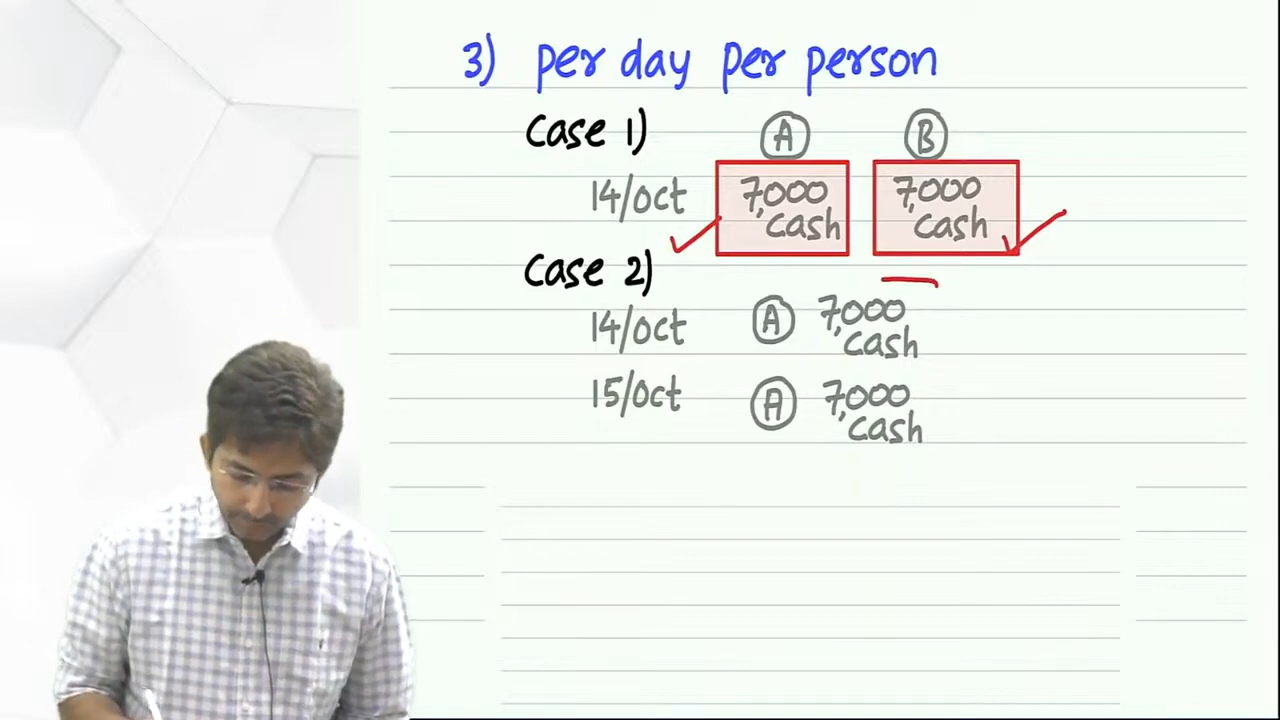 3) per day per person
Case 1) A B
14/Oct 7,000 cash 7,000 cash
Case 2)
14/Oct A 7,000 cash
15/Oct A 7,000 cash